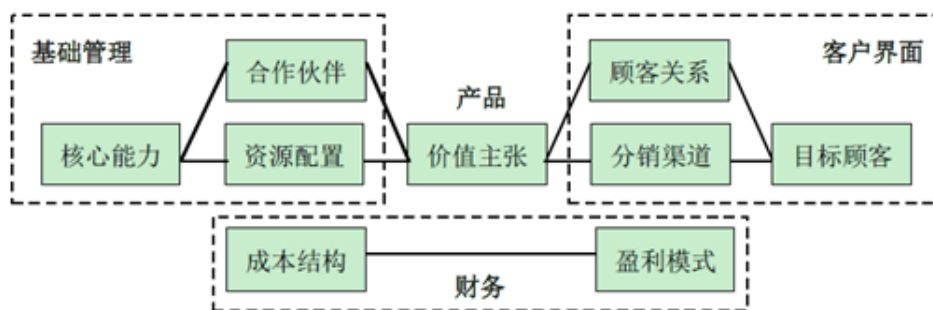 基础管理
合作伙伴
核心能力
资源配置
产品
价值主张
客户界面
顾客关系
分销渠道
目标顾客
成本结构
盈利模式
财务